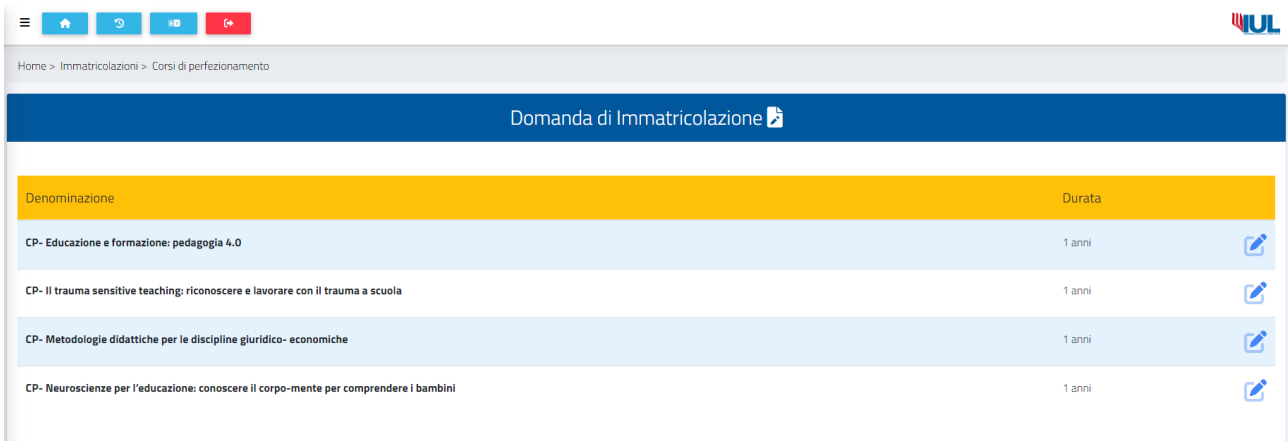 IUL
Home > Immatricolazioni > Corsi di perfezionamento
Domanda di Immatricolazione
Denominazione Durata
CP- Educazione e formazione: pedagogia 4.0 1 anni
CP- Il trauma sensitive teaching: riconoscere e lavorare con il trauma a scuola 1 anni
CP- Metodologie didattiche per le discipline giuridico- economiche 1 anni
CP- Neuroscienze per l'educazione: conoscere il corpo-mente per comprendere i bambini 1 anni